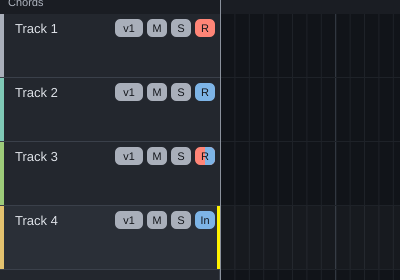 Chords
Track 1 v1 M S R
Track 2 v1 M S R
Track 3 v1 M S R
Track 4 v1 M S In